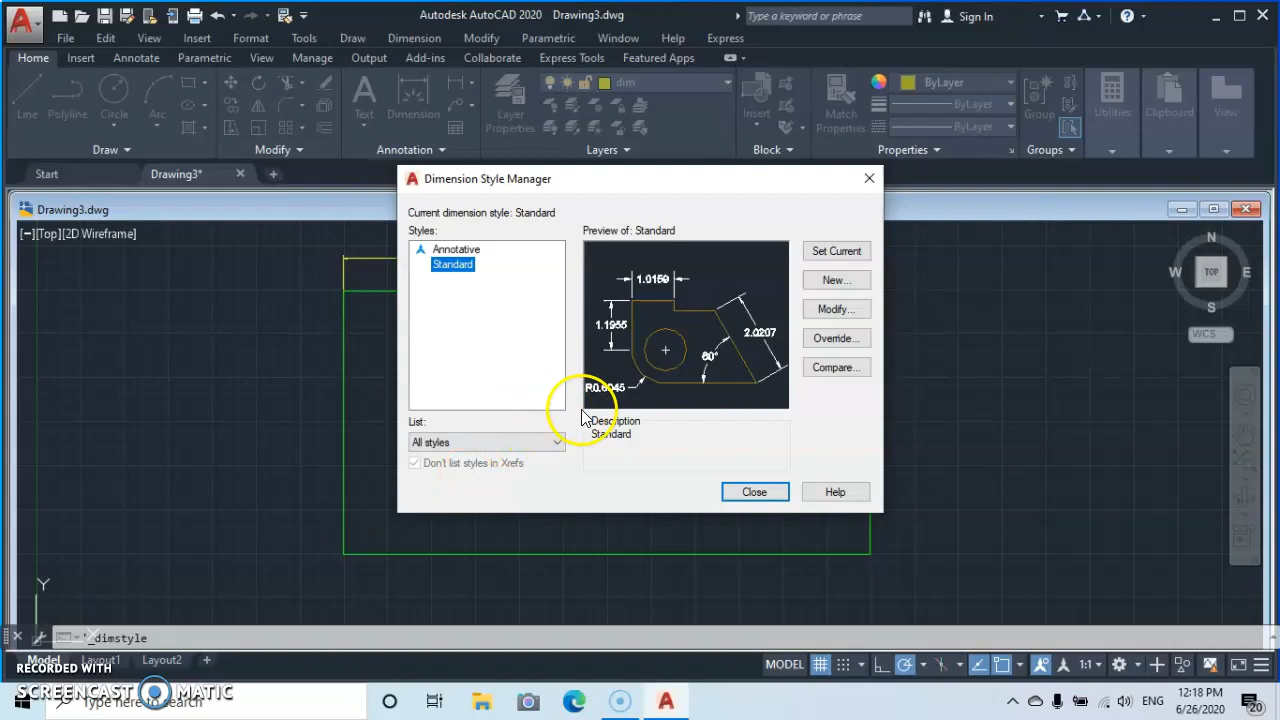 Autodesk AutoCAD 2020 Drawing3.dwg
Type a keyword or phrase
Sign In
File Edit View Insert Format Tools Draw Dimension Modify Parametric Window Help Express
Home Insert Annotate Parametric View Manage Output Add-ins Collaborate Express Tools Featured Apps
dim
ByLayer
ByLayer
ByLayer
Line Polyline Circle Arc
Text Dimension
Layer
Properties
Insert
Match
Properties
Group
Utilities
Clipboard
View
Draw
Modify
Annotation
Layers
Block
Properties
Groups
Start
Drawing3*
Drawing3.dwg
[−][Top][2D Wireframe]
N
W TOP E
S
WCS
Dimension Style Manager
Current dimension style: Standard
Styles:
Annotative
Standard
Preview of: Standard
1.0159
1.1955
2.0207
60°
R0.8045
Set Current
New...
Modify...
Override...
Compare...
List:
All styles
Don't list styles in Xrefs
Description
Standard
Close
Help
Y
'_dimstyle
Model Layout1 Layout2
MODEL
1:1
RECORDED WITH
SCREENCAST MATIC
Type here to search
ENG
12:18 PM
6/26/2020
20